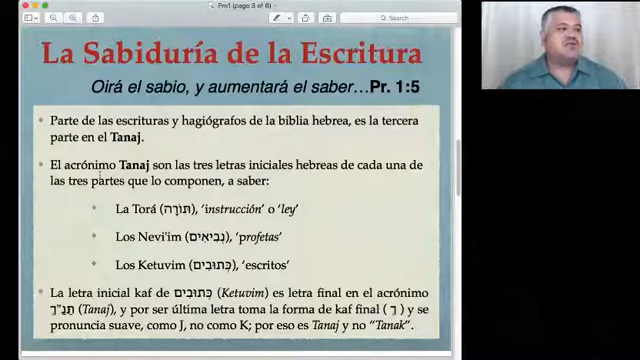 Pro1 (page 3 of 6)
Search
La Sabiduría de la Escritura
Oirá el sabio, y aumentará el saber…Pr. 1:5
Parte de las escrituras y hagiógrafos de la biblia hebrea, es la tercera
parte en el Tanaj.
El acrónimo Tanaj son las tres letras iniciales hebreas de cada una de
las tres partes que lo componen, a saber:
La Torá (תּוֹרָה), 'instrucción' o 'ley'
Los Nevi'im (נְבִיאִים), 'profetas'
Los Ketuvim (כְּתוּבִים), 'escritos'
La letra inicial kaf de כְּתוּבִים (Ketuvim) es letra final en el acrónimo
תַּנַ"ךְ (Tanaj), y por ser última letra toma la forma de kaf final ( ך ) y se
pronuncia suave, como J, no como K; por eso es Tanaj y no "Tanak".